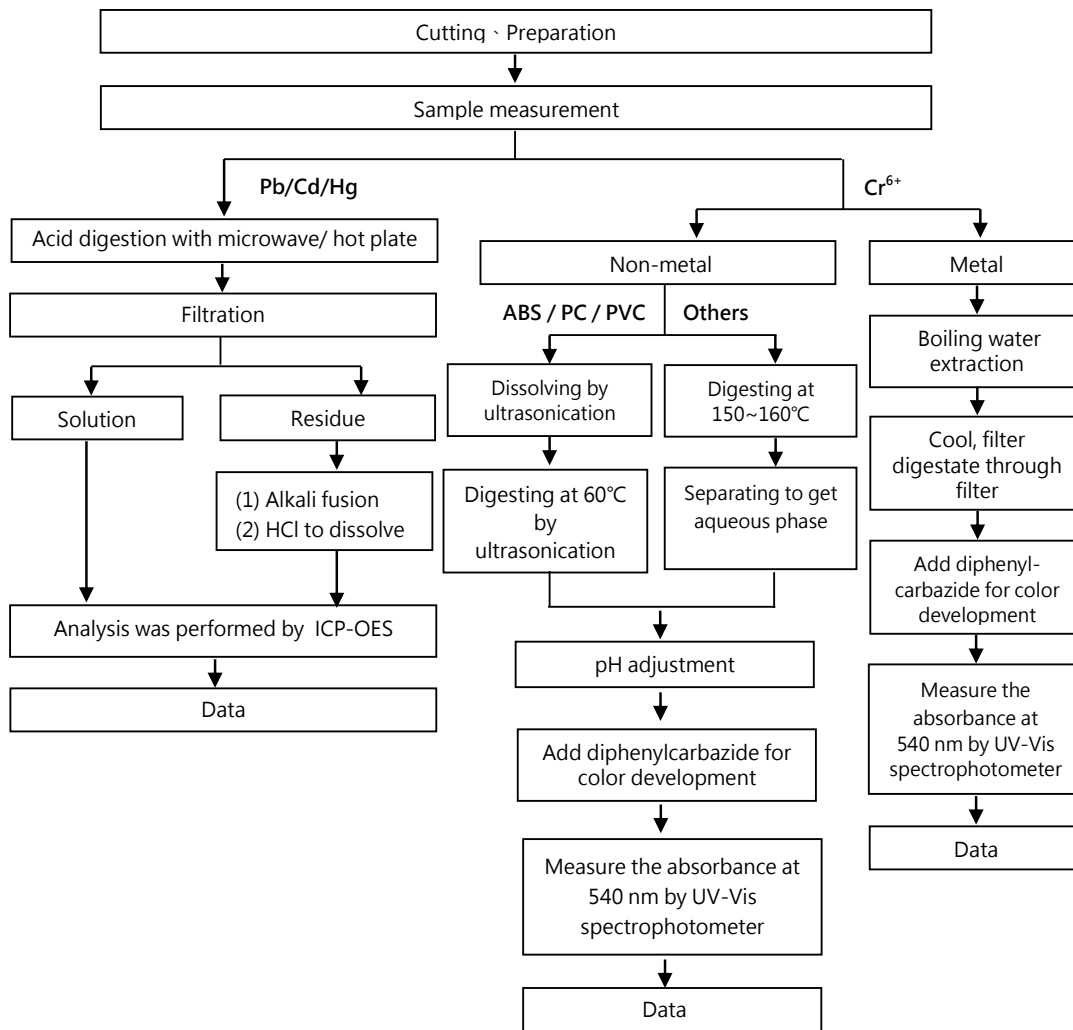 Cutting、Preparation
Sample measurement
Pb/Cd/Hg
Cr6+
Acid digestion with microwave/ hot plate
Filtration
Solution
Residue
(1) Alkali fusion
(2) HCl to dissolve
Analysis was performed by ICP-OES
Data
Non-metal
ABS / PC / PVC
Others
Dissolving by
ultrasonication
Digesting at
150~160℃
Digesting at 60℃
by
ultrasonication
Separating to get
aqueous phase
pH adjustment
Add diphenylcarbazide for
color development
Measure the absorbance at
540 nm by UV-Vis
spectrophotometer
Data
Metal
Boiling water
extraction
Cool, filter
digestate through
filter
Add diphenyl-
carbazide for color
development
Measure the
absorbance at
540 nm by UV-Vis
spectrophotometer
Data